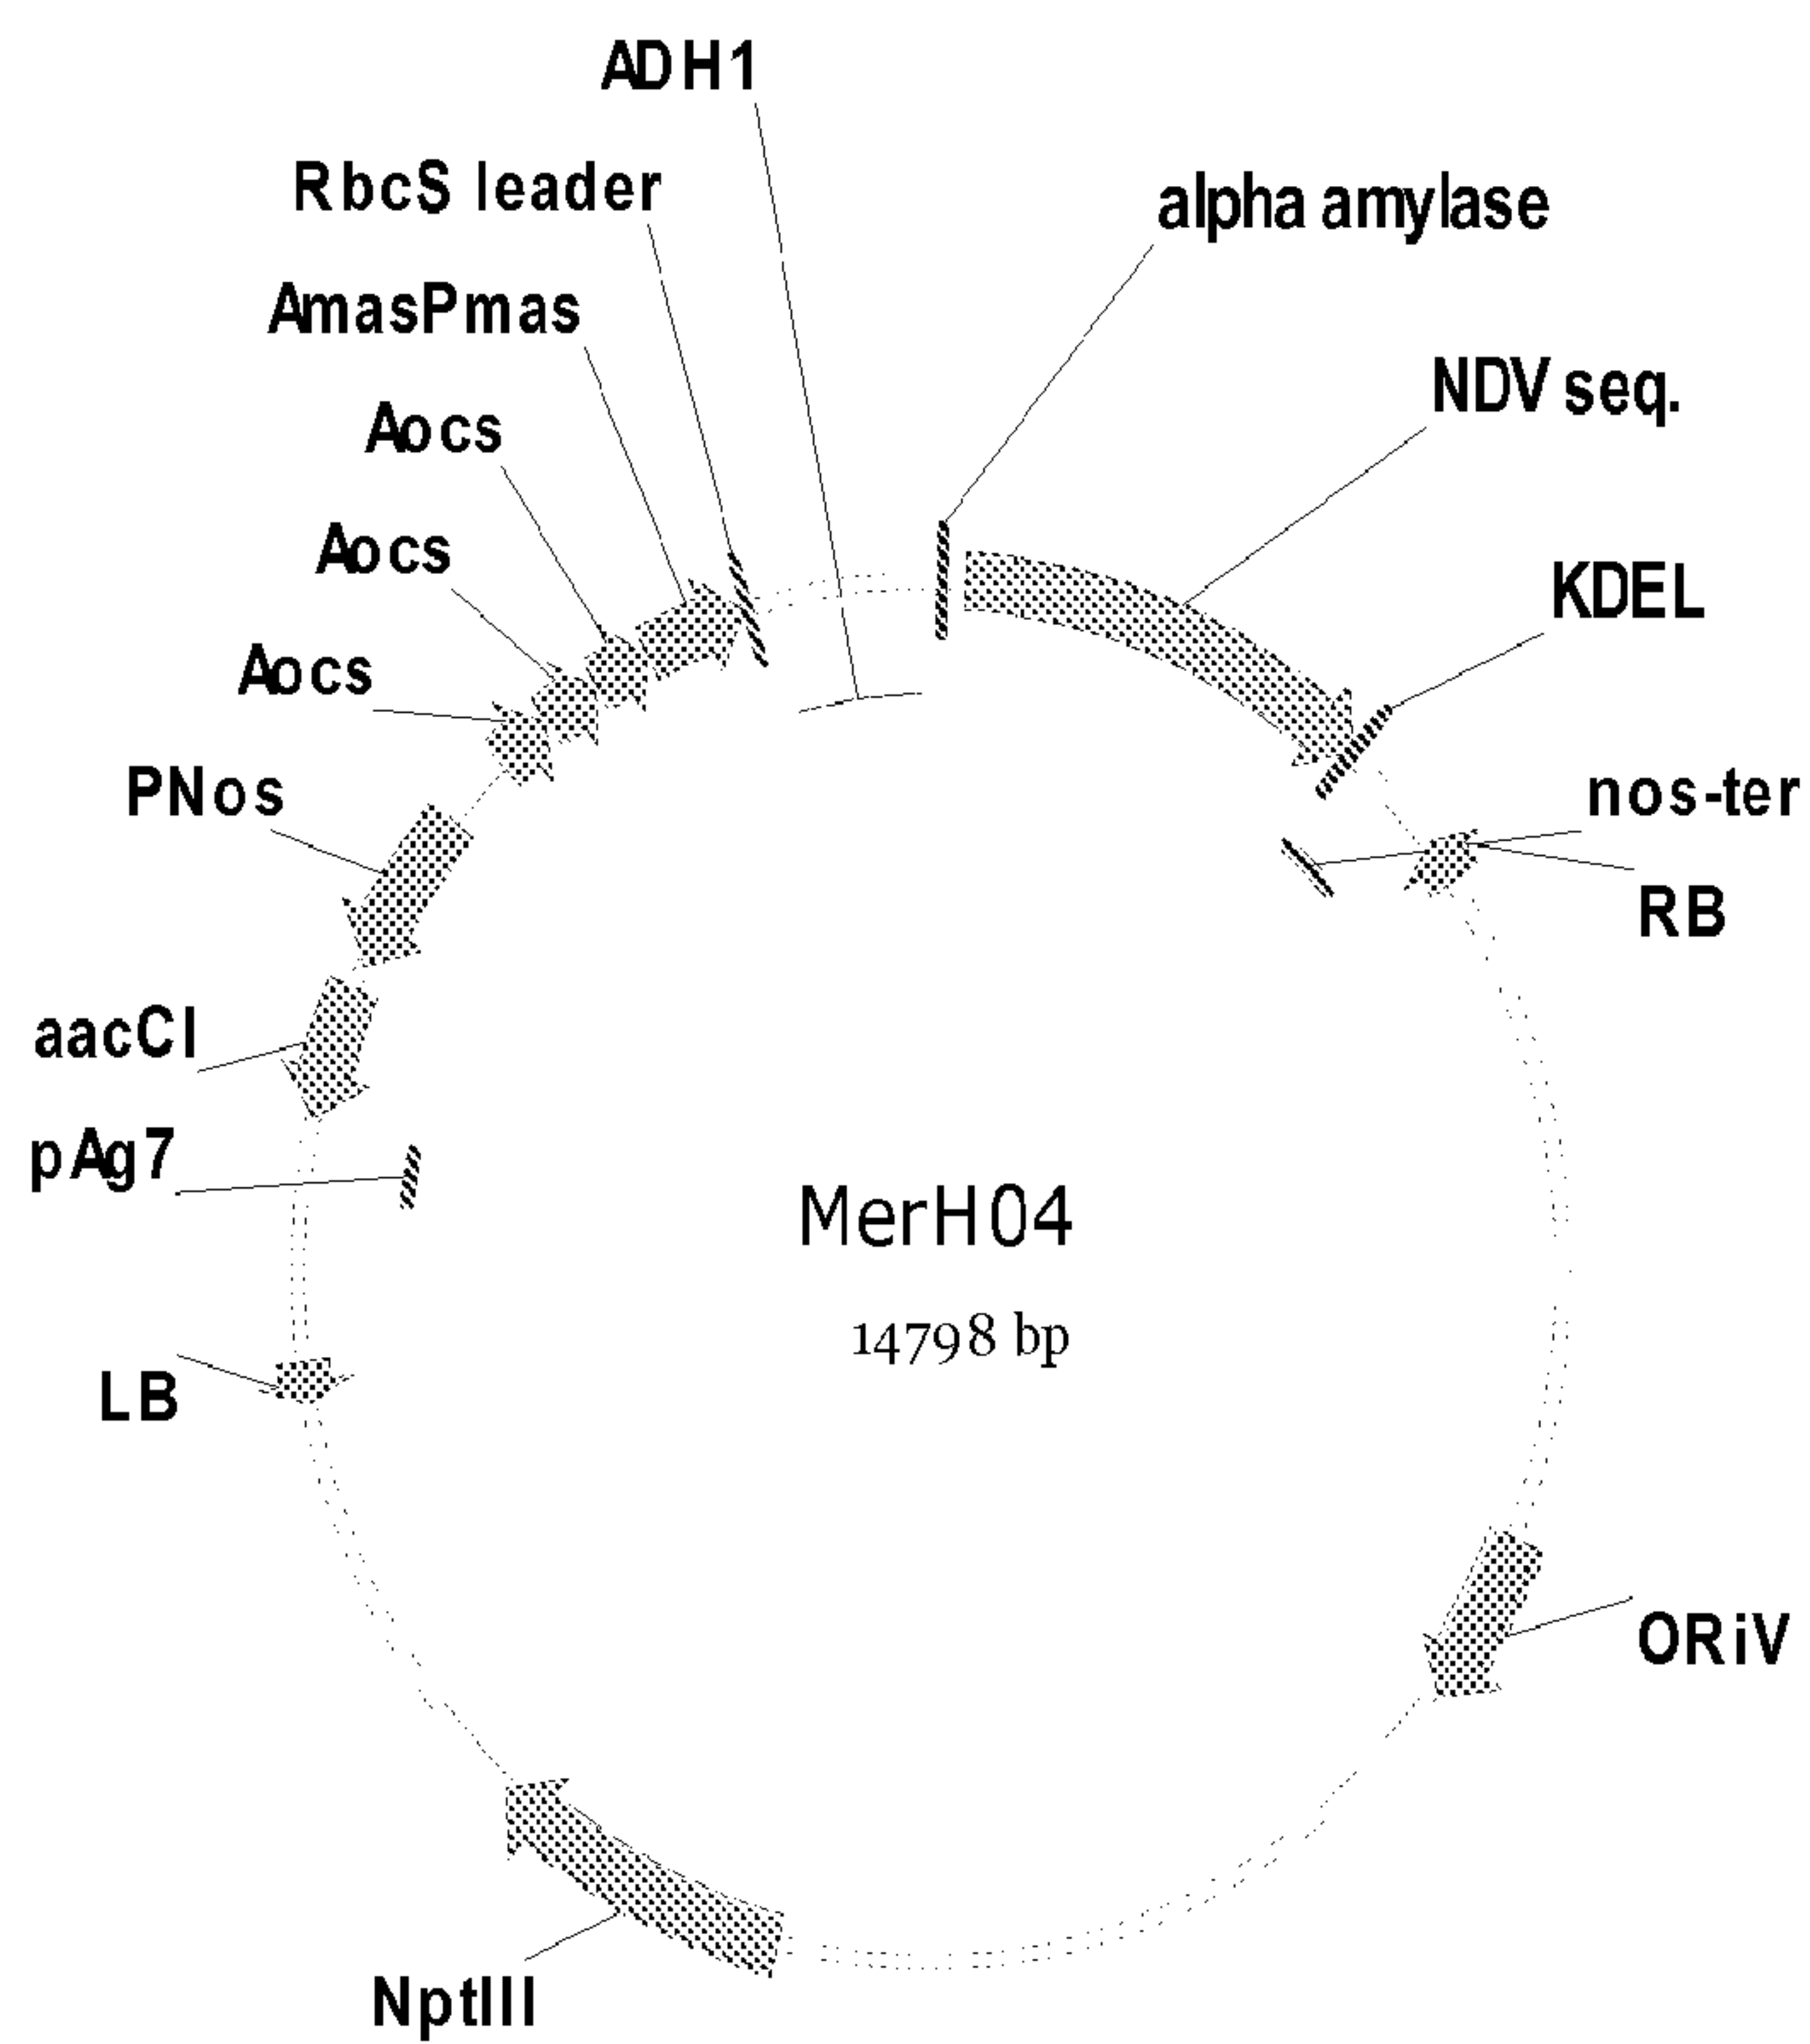 ADH1
RbcS leader
alpha amylase
AmasPmas
NDV seq.
Aocs
Aocs
KDEL
Aocs
PNos
nos-ter
RB
aacCI
pAg7
MerH04
14798 bp
LB
ORiV
NptIII